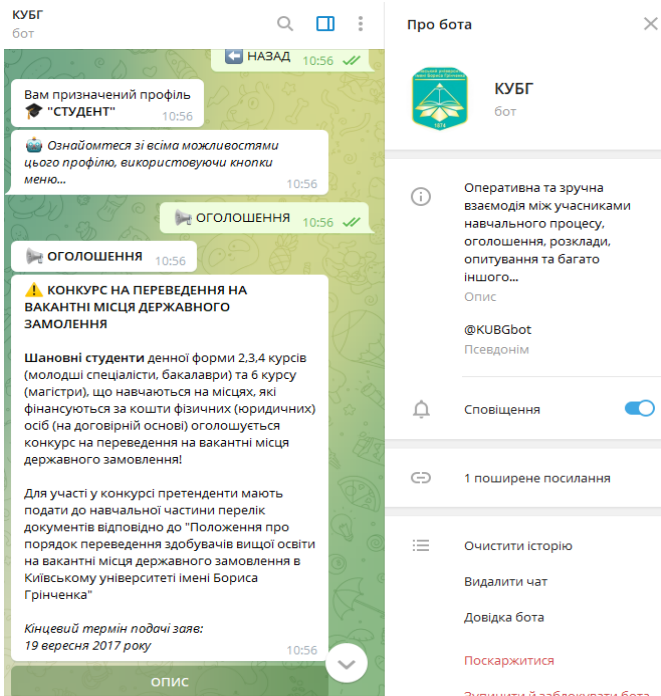 КУБГ
бот
НАЗАД 10:56
Вам призначений профіль
"СТУДЕНТ" 10:56
Ознайомтеся зі всіма можливостями
цього профілю, використовуючи кнопки
меню... 10:56
ОГОЛОШЕННЯ 10:56
ОГОЛОШЕННЯ 10:56
КОНКУРС НА ПЕРЕВЕДЕННЯ НА
ВАКАНТНІ МІСЦЯ ДЕРЖАВНОГО
ЗАМОЛЕННЯ
Шановні студенти денної форми 2,3,4 курсів
(молодші спеціалісти, бакалаври) та 6 курсу
(магістри), що навчаються на місцях, які
фінансуються за кошти фізичних (юридичних)
осіб (на договірній основі) оголошується
конкурс на переведення на вакантні місця
державного замовлення!
Для участі у конкурсі претенденти мають
подати до навчальної частини перелік
документів відповідно до "Положення про
порядок переведення здобувачів вищої освіти
на вакантні місця державного замовлення в
Київському університеті імені Бориса
Грінченка"
Кінцевий термін подачі заяв:
19 вересня 2017 року 10:56
ОПИС
Про бота
КУБГ
бот
Оперативна та зручна
взаємодія між учасниками
навчального процесу,
оголошення, розклади,
опитування та багато
іншого...
Опис
@KUBGbot
Псевдонім
Сповіщення
1 поширене посилання
Очистити історію
Видалити чат
Довідка бота
Поскаржитися
Зупинити й заблокувати бота